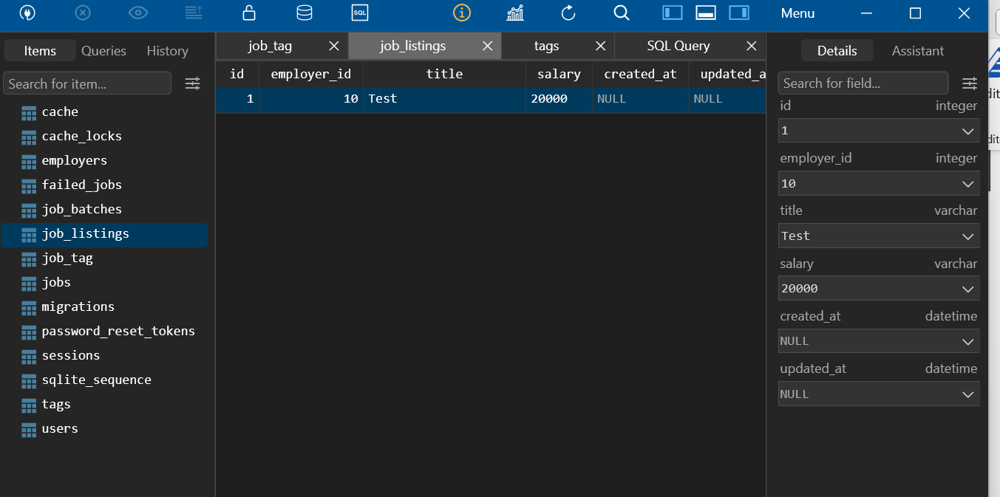 SQL
Menu
Items Queries History
job_tag job_listings tags SQL Query
Details Assistant
Search for item...
id employer_id title salary created_at updated_a
1 10 Test 20000 NULL NULL
cache
cache_locks
employers
failed_jobs
job_batches
job_listings
job_tag
jobs
migrations
password_reset_tokens
sessions
sqlite_sequence
tags
users
Search for field...
id integer
1
employer_id integer
10
title varchar
Test
salary varchar
20000
created_at datetime
NULL
updated_at datetime
NULL